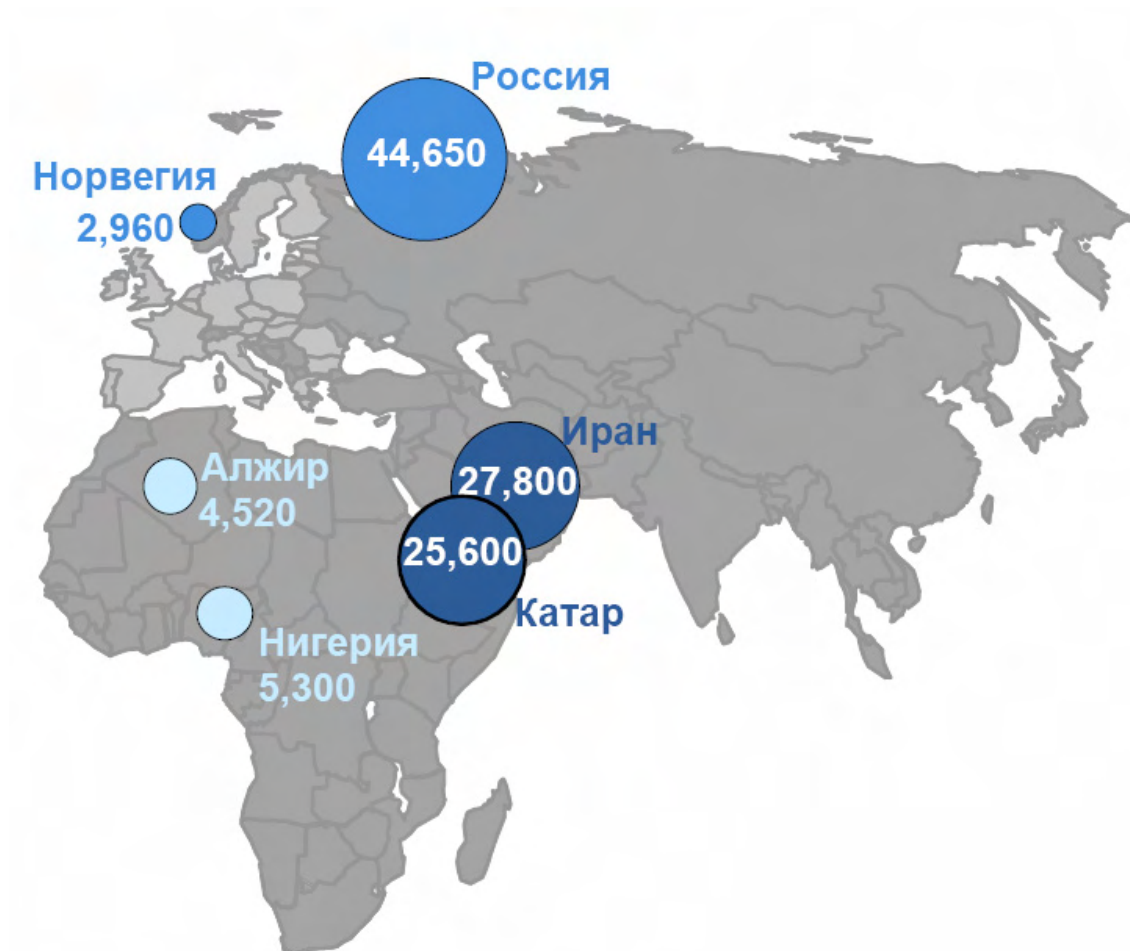 Россия
44,650
Норвегия
2,960
Иран
27,800
Алжир
4,520
25,600
Катар
Нигерия
5,300